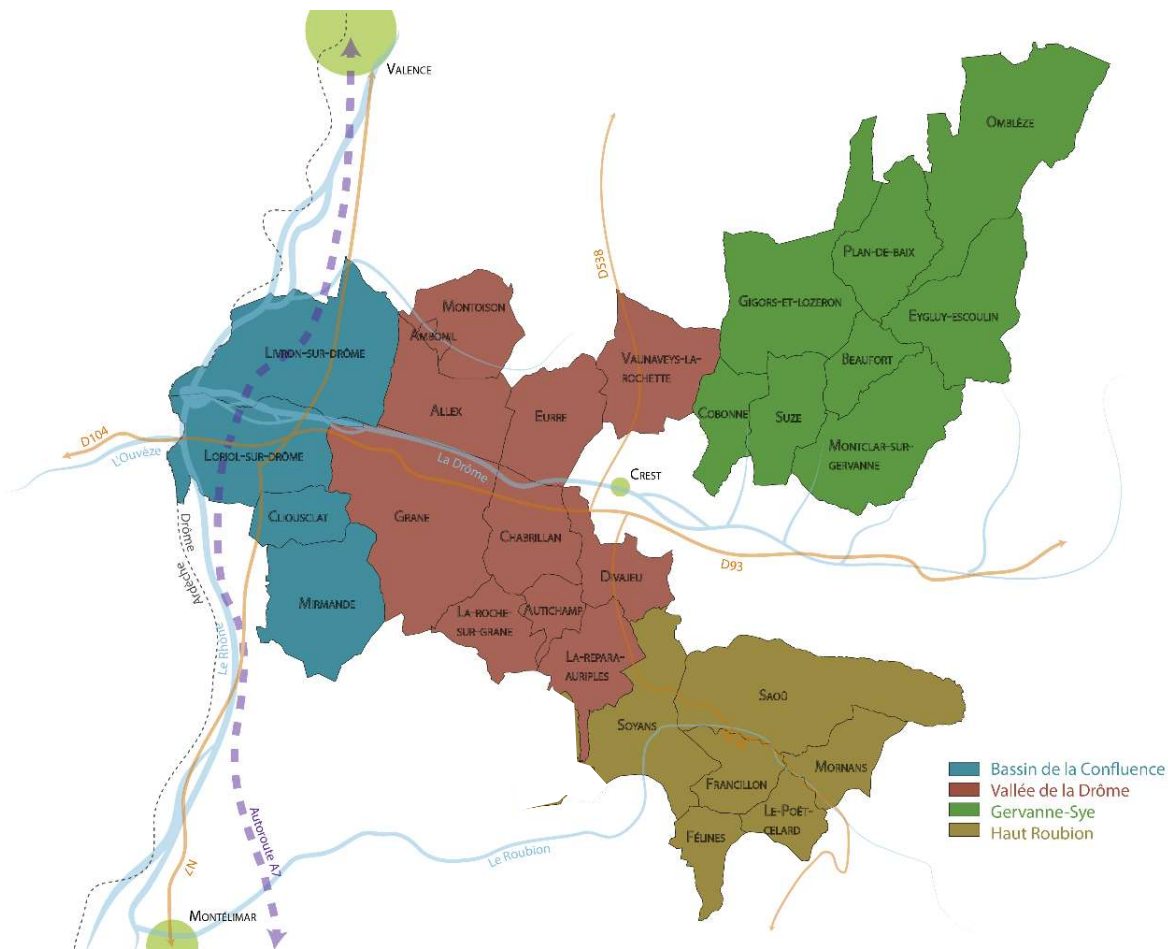 Valence
Omblèze
Plan-de-baix
D538
Gigors-et-lozeron
Eygluy-escoulin
Montoison
Ambonil
Livron-sur-drôme
Vaunaveys-la-
rochette
Beaufort
Allex
Eurre
Cobonne
Suze
D104
L'Ouvèze
Loriol-sur-drôme
La Drôme
Crest
Montclar-sur-
gervanne
Cliousclat
Grane
Chabrillan
Drôme
Ardèche
D93
Divajeu
Mirmande
La-roche-
sur-grane
Autichamp
Le Rhône
La-repara-
auriples
Saoû
Soyans
Mornans
Francillon
Le-Poët-
celard
Félines
Bassin de la Confluence
Vallée de la Drôme
Gervanne-Sye
Haut Roubion
Autoroute A7
N7
Le Roubion
Montélimar